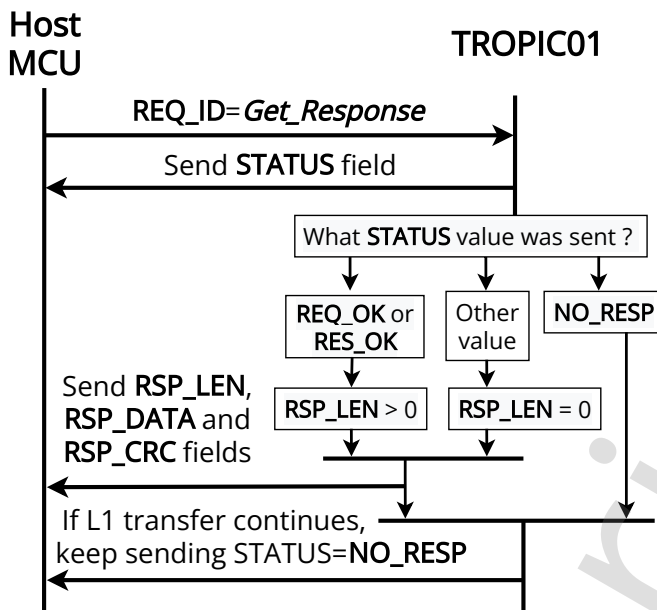 Host
MCU
TROPIC01
REQ_ID=Get_Response
Send STATUS field
What STATUS value was sent ?
REQ_OK or
RES_OK
Other
value
NO_RESP
Send RSP_LEN,
RSP_DATA and
RSP_CRC fields
RSP_LEN > 0
RSP_LEN = 0
If L1 transfer continues,
keep sending STATUS=NO_RESP